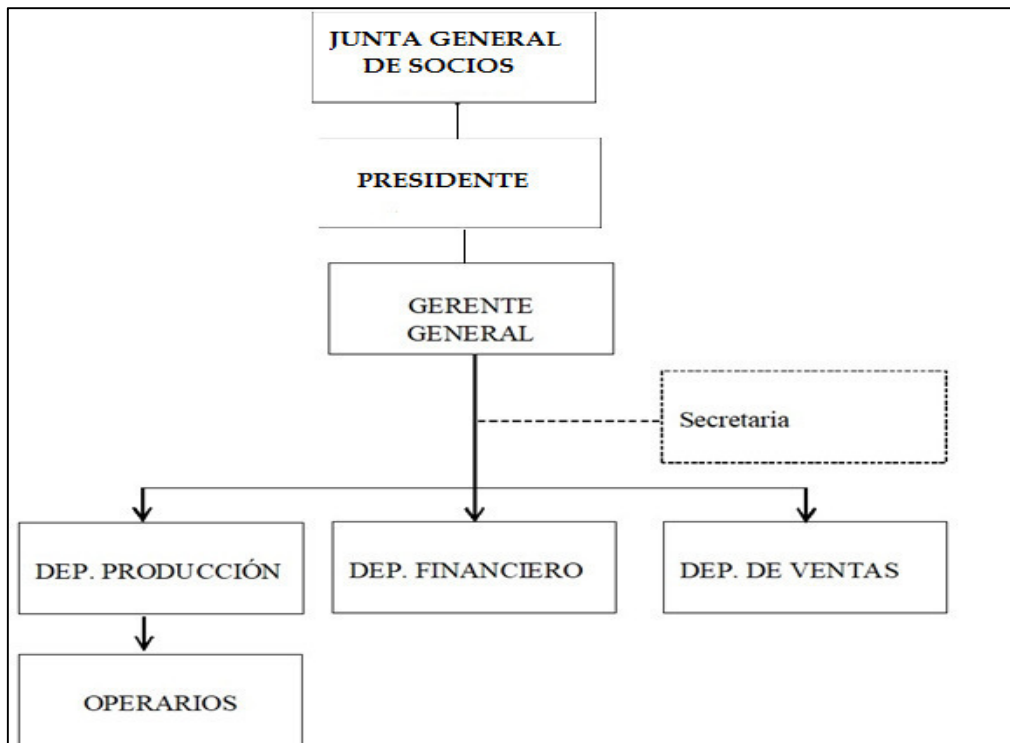 JUNTA GENERAL
DE SOCIOS
PRESIDENTE
GERENTE
GENERAL
Secretaria
DEP. PRODUCCIÓN
DEP. FINANCIERO
DEP. DE VENTAS
OPERARIOS